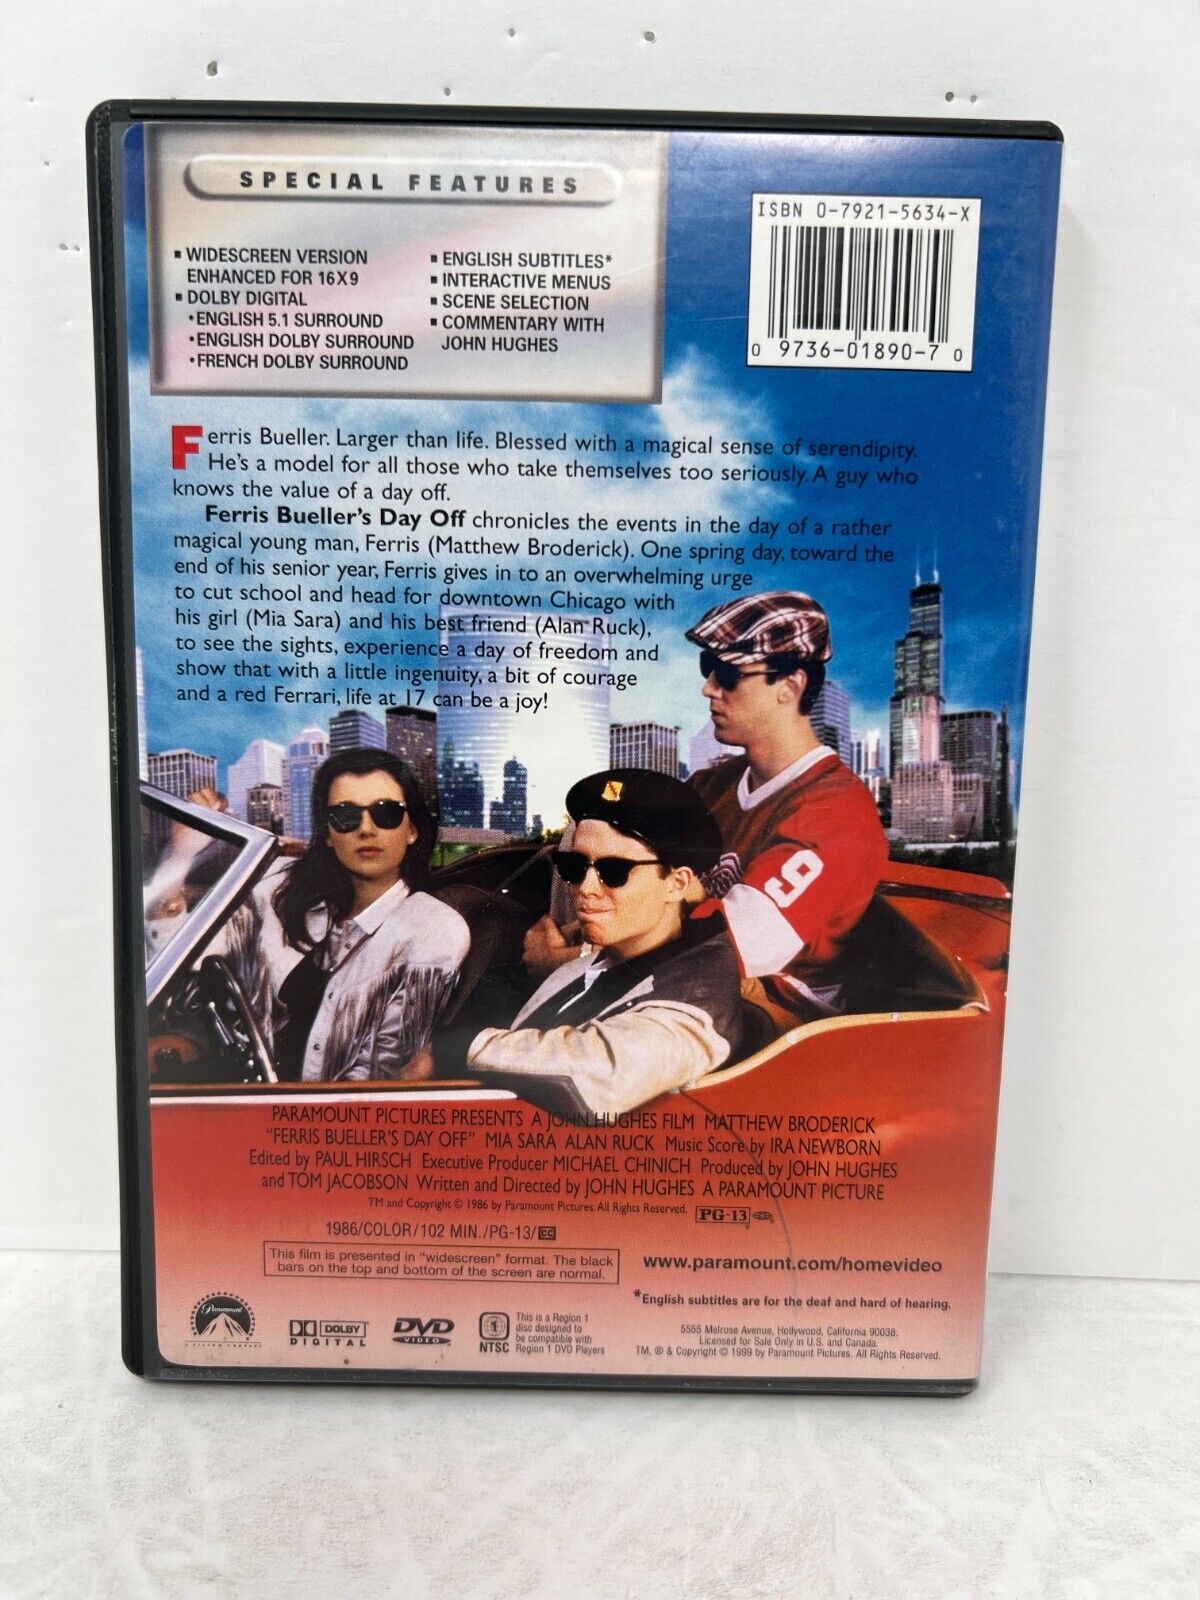 SPECIAL FEATURES
▪ WIDESCREEN VERSION
ENHANCED FOR 16X9
▪ DOLBY DIGITAL
•ENGLISH 5.1 SURROUND
•ENGLISH DOLBY SURROUND
•FRENCH DOLBY SURROUND
▪ ENGLISH SUBTITLES*
▪ INTERACTIVE MENUS
▪ SCENE SELECTION
▪ COMMENTARY WITH
JOHN HUGHES
ISBN 0-7921-5634-X
0 9736-01890-7 0
Ferris Bueller. Larger than life. Blessed with a magical sense of serendipity.
He's a model for all those who take themselves too seriously. A guy who
knows the value of a day off.
Ferris Bueller's Day Off chronicles the events in the day of a rather
magical young man, Ferris (Matthew Broderick). One spring day, toward the
end of his senior year, Ferris gives in to an overwhelming urge
to cut school and head for downtown Chicago with
his girl (Mia Sara) and his best friend (Alan Ruck),
to see the sights, experience a day of freedom and
show that with a little ingenuity, a bit of courage
and a red Ferrari, life at 17 can be a joy!
9
PARAMOUNT PICTURES PRESENTS A JOHN HUGHES FILM MATTHEW BRODERICK
"FERRIS BUELLER'S DAY OFF" MIA SARA ALAN RUCK Music Score by IRA NEWBORN
Edited by PAUL HIRSCH Executive Producer MICHAEL CHINICH Produced by JOHN HUGHES
and TOM JACOBSON Written and Directed by JOHN HUGHES A PARAMOUNT PICTURE
TM and Copyright © 1986 by Paramount Pictures. All Rights Reserved. PG-13
1986/COLOR/102 MIN./PG-13/CC
This film is presented in "widescreen" format. The black
bars on the top and bottom of the screen are normal.
www.paramount.com/homevideo
*English subtitles are for the deaf and hard of hearing.
Paramount
DOLBY
DIGITAL
DVD
VIDEO
1
NTSC
This is a Region 1
disc designed to
be compatible with
Region 1 DVD Players
5555 Melrose Avenue, Hollywood, California 90038.
Licensed for Sale Only in U.S. and Canada.
TM, ® & Copyright © 1999 by Paramount Pictures. All Rights Reserved.